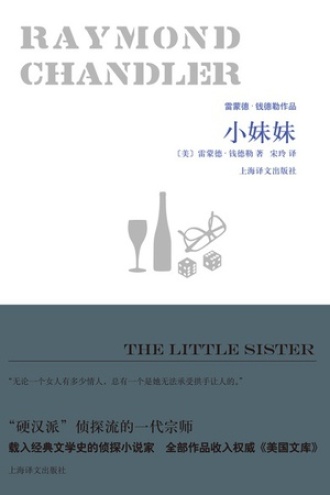 RAYMOND
CHANDLER
雷蒙德·钱德勒作品
小妹妹
〔美〕雷蒙德·钱德勒 著 宋玲 译
上海译文出版社
THE LITTLE SISTER
“无论一个女人有多少情人，总有一个是她无法承受拱手让人的。”
“硬汉派”侦探流的一代宗师
载入经典文学史的侦探小说家 全部作品收入权威《美国文库》
上海译文出版社